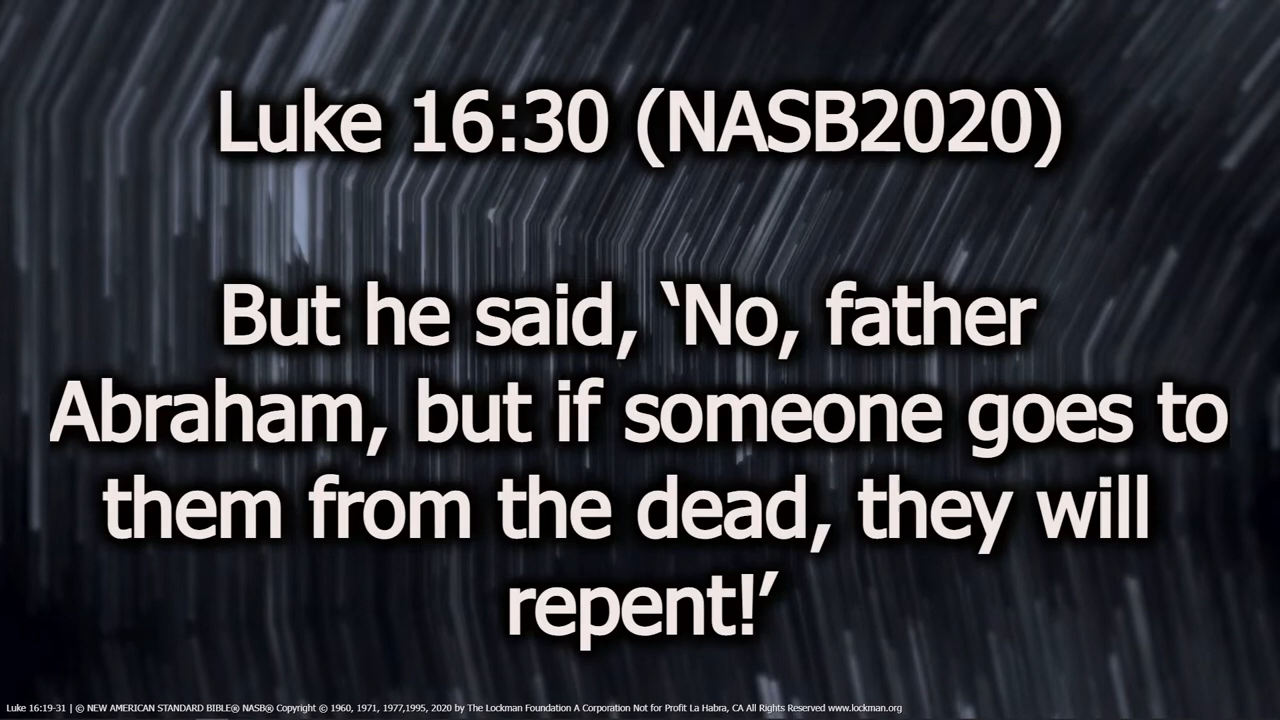 Luke 16:30 (NASB2020)
But he said, ‘No, father
Abraham, but if someone goes to
them from the dead, they will
repent!’
Luke 16:19-31 | © NEW AMERICAN STANDARD BIBLE® NASB® Copyright © 1960, 1971, 1977,1995, 2020 by The Lockman Foundation A Corporation Not for Profit La Habra, CA All Rights Reserved www.lockman.org